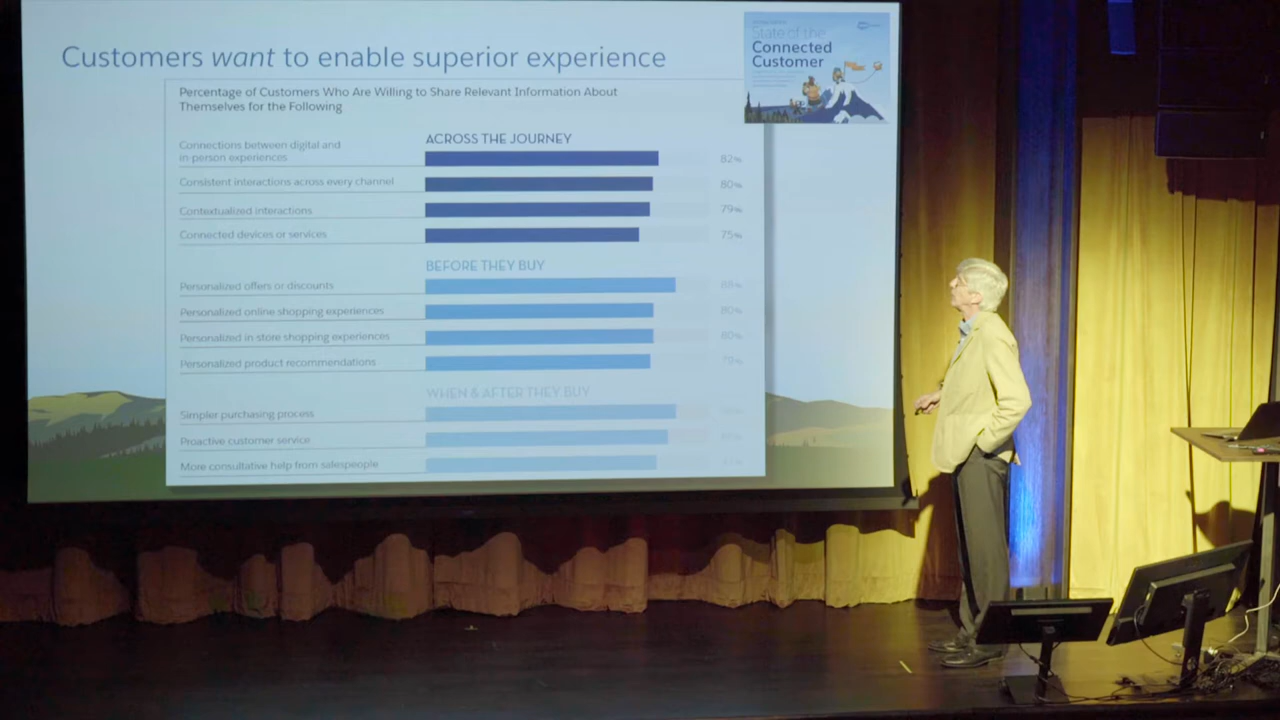 Customers want to enable superior experience
State of the
Connected
Customer
Percentage of Customers Who Are Willing to Share Relevant Information About
Themselves for the Following
ACROSS THE JOURNEY
Connections between digital and
in-person experiences 82%
Consistent interactions across every channel 80%
Contextualized interactions 79%
Connected devices or services 75%
BEFORE THEY BUY
Personalized offers or discounts 88%
Personalized online shopping experiences 80%
Personalized in store shopping experiences 80%
Personalized product recommendations 79%
WHEN & AFTER THEY BUY
Simpler purchasing process
Proactive customer service
More consultative help from salespeople